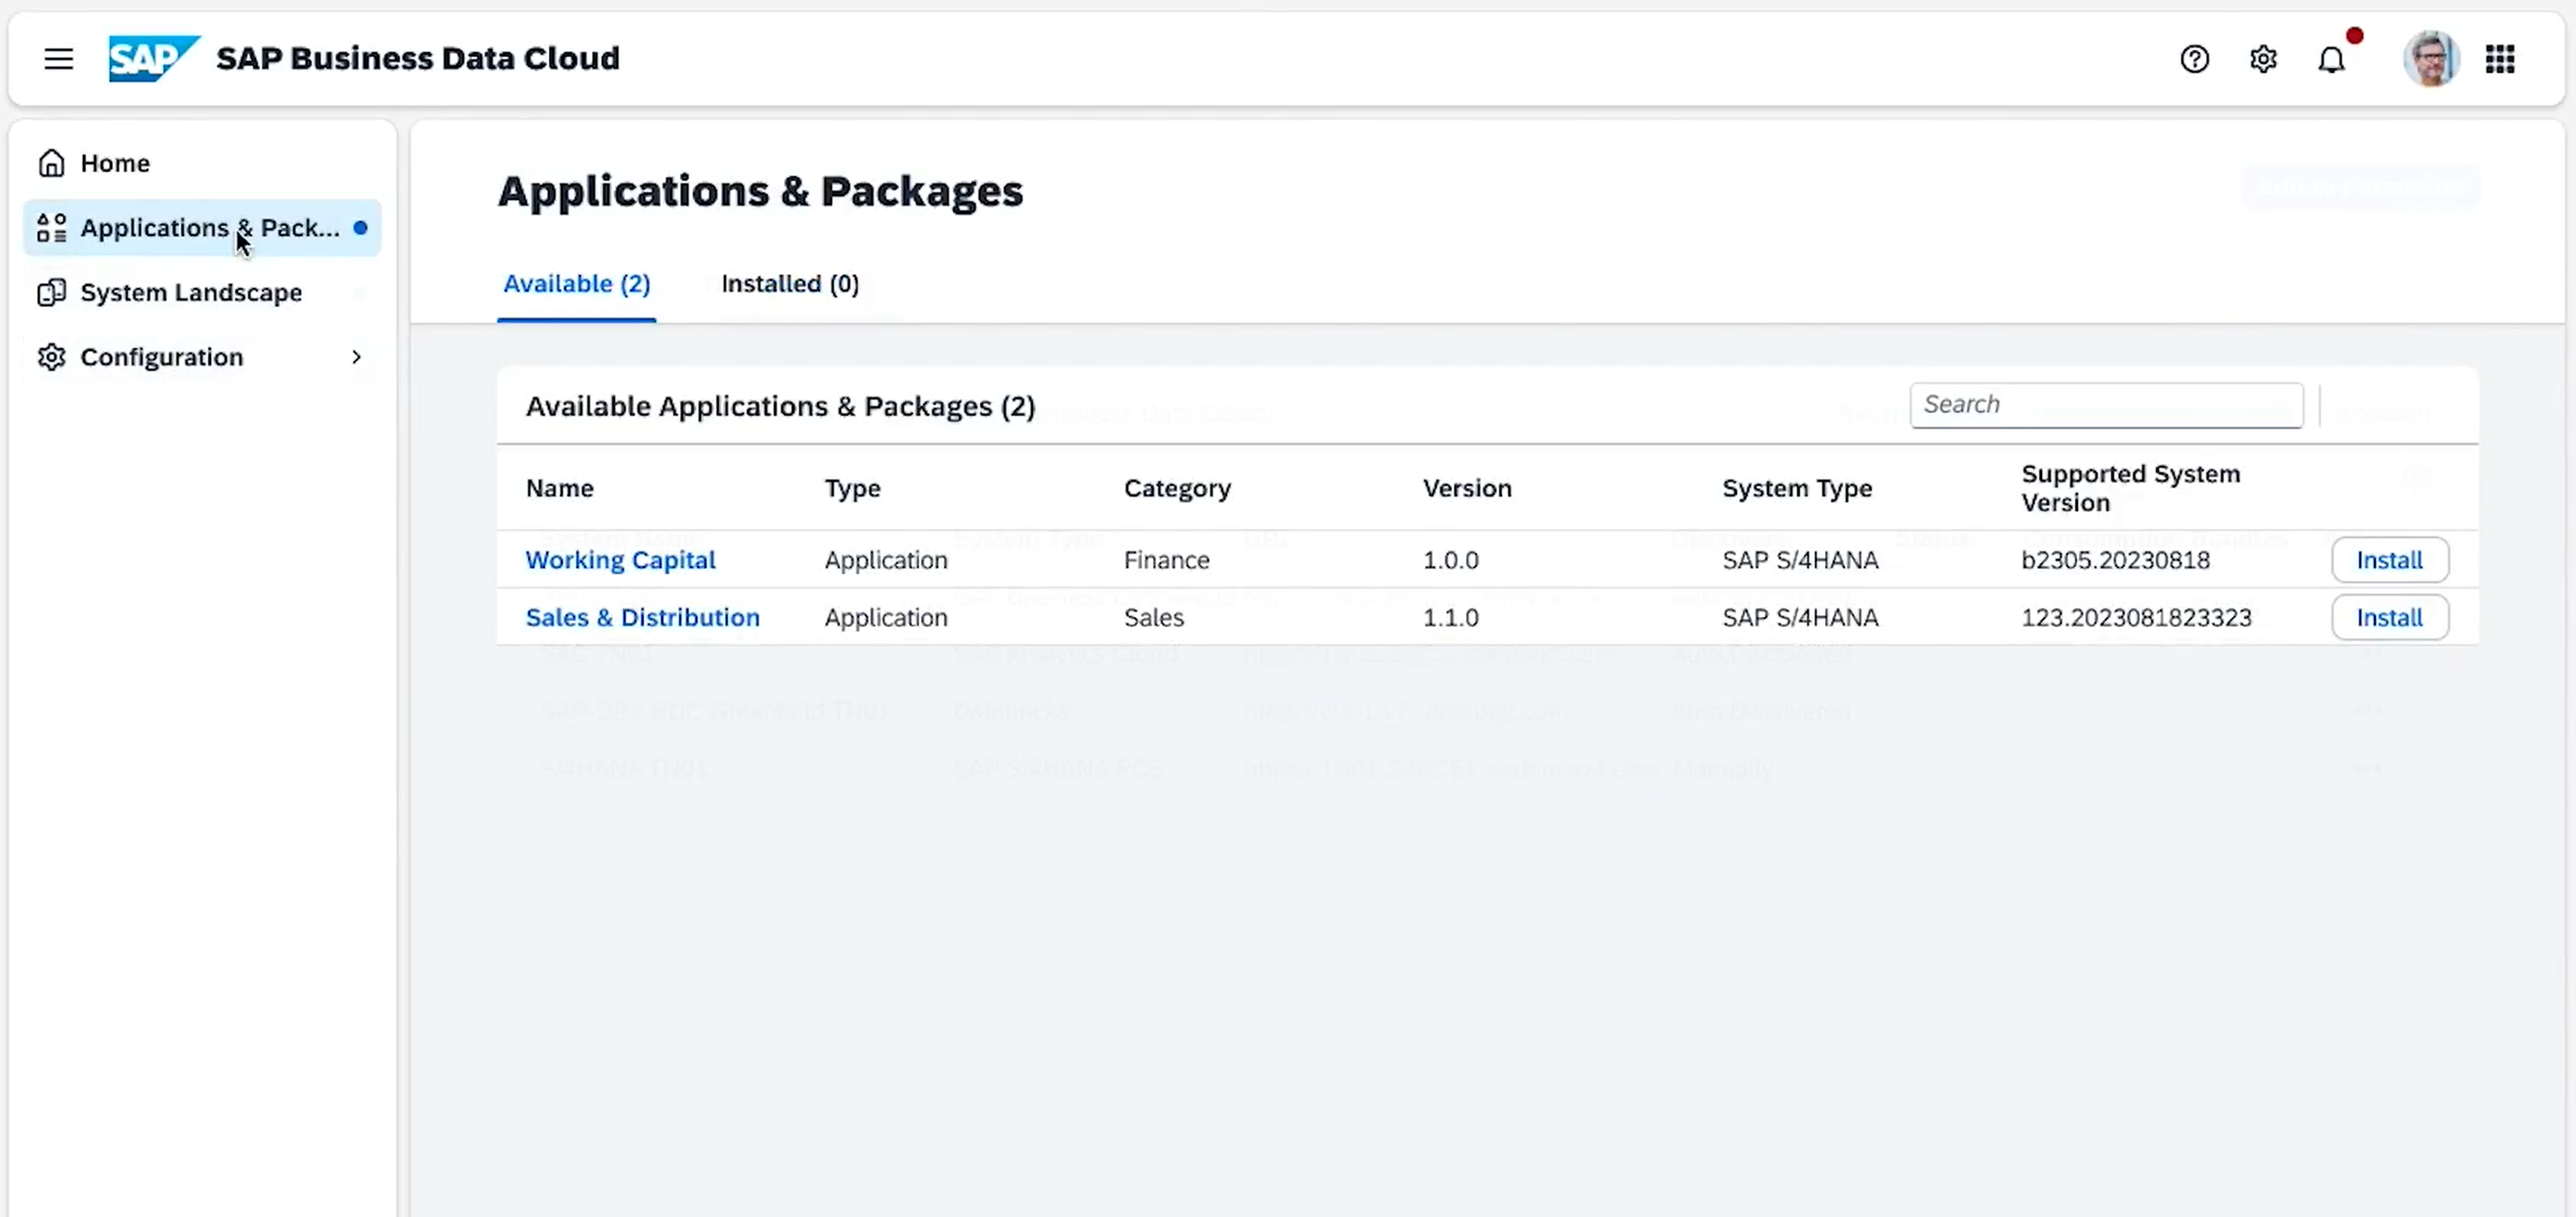 SAP SAP Business Data Cloud
Home
Applications & Pack...
System Landscape
Configuration
Applications & Packages
Available (2) Installed (0)
Available Applications & Packages (2) Search
Name Type Category Version System Type Supported System
Version
Working Capital Application Finance 1.0.0 SAP S/4HANA b2305.20230818 Install
Sales & Distribution Application Sales 1.1.0 SAP S/4HANA 123.2023081823323 Install